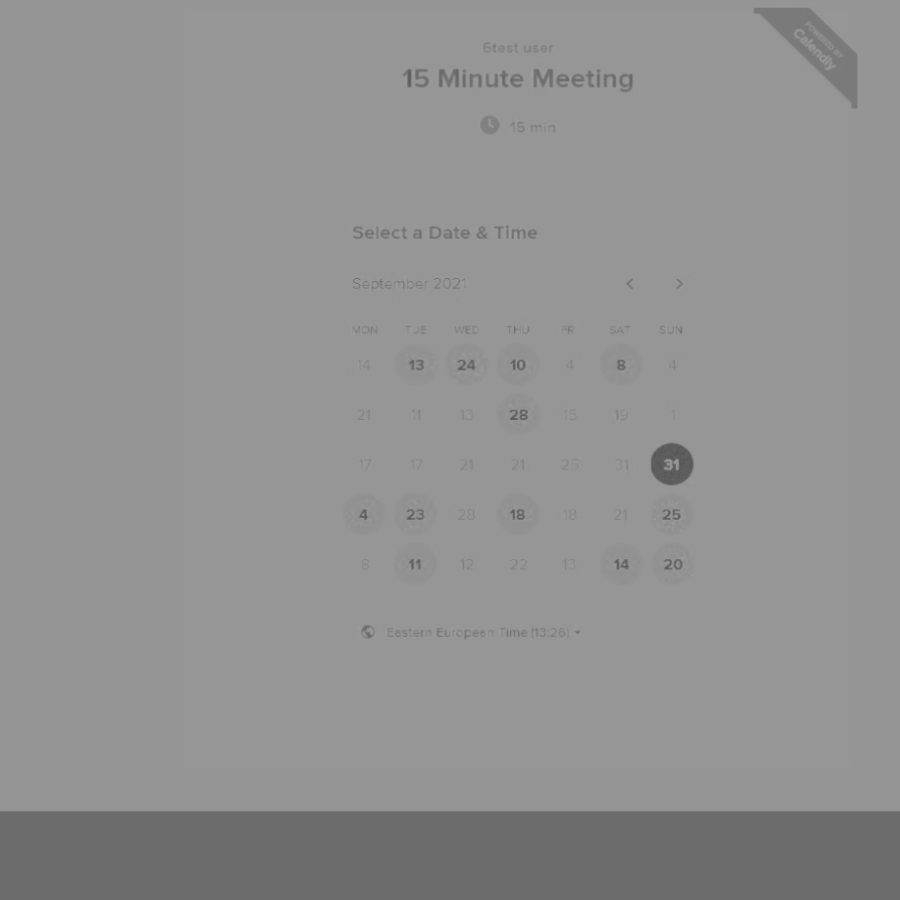 POWERED BY
Calendly
6test user
15 Minute Meeting
15 min
Select a Date & Time
September 2021
MON TUE WED THU FR SAT SUN
14 13 24 10 4 8 4
21 11 13 28 15 19 1
17 17 21 21 25 31 31
4 23 28 18 18 21 25
8 11 12 22 13 14 20
Eastern European Time (13:26)